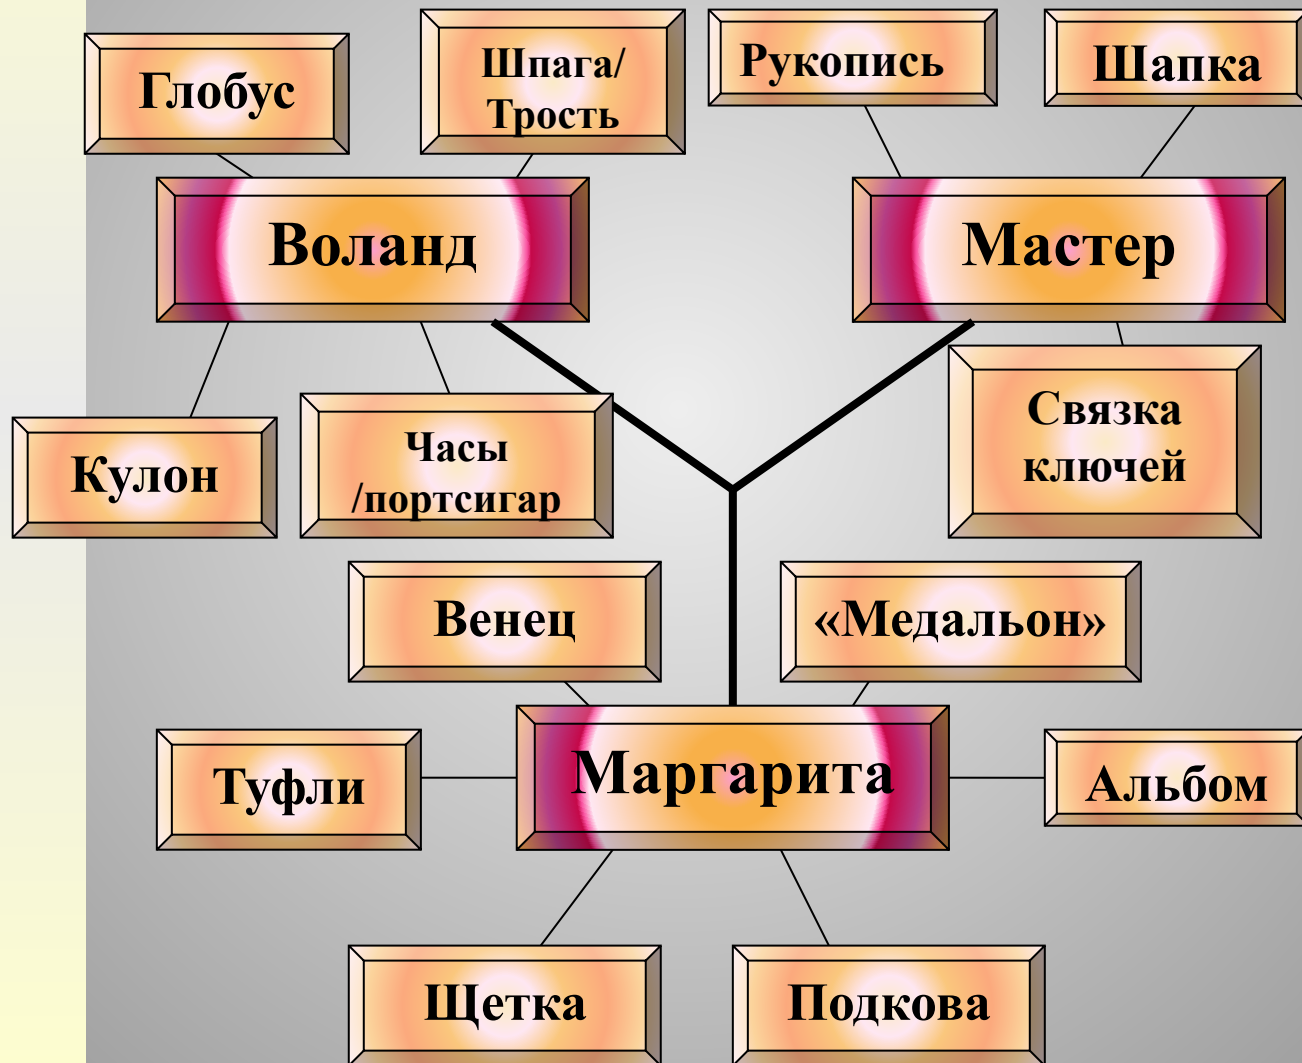 Глобус
Шпага/
Трость
Рукопись
Шапка
Воланд
Мастер
Кулон
Часы
/портсигар
Связка
ключей
Венец
«Медальон»
Туфли
Маргарита
Альбом
Щетка
Подкова